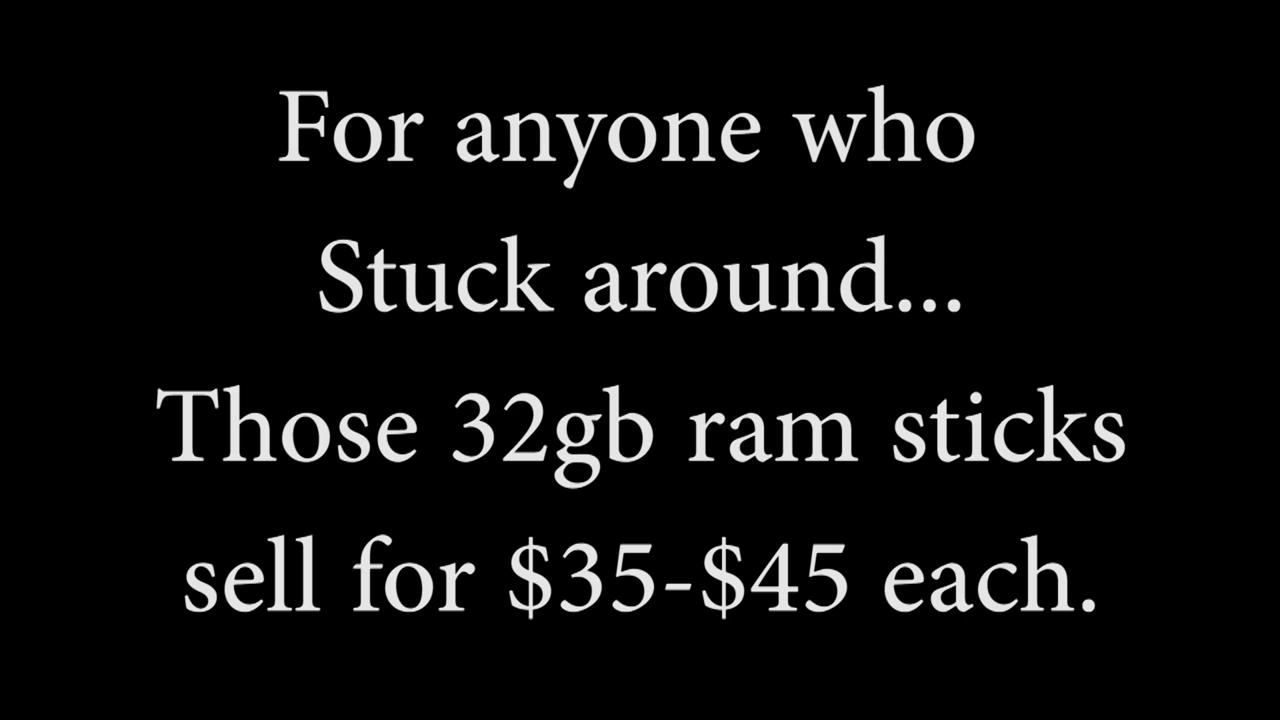 For anyone who
Stuck around...
Those 32gb ram sticks
sell for $35-$45 each.